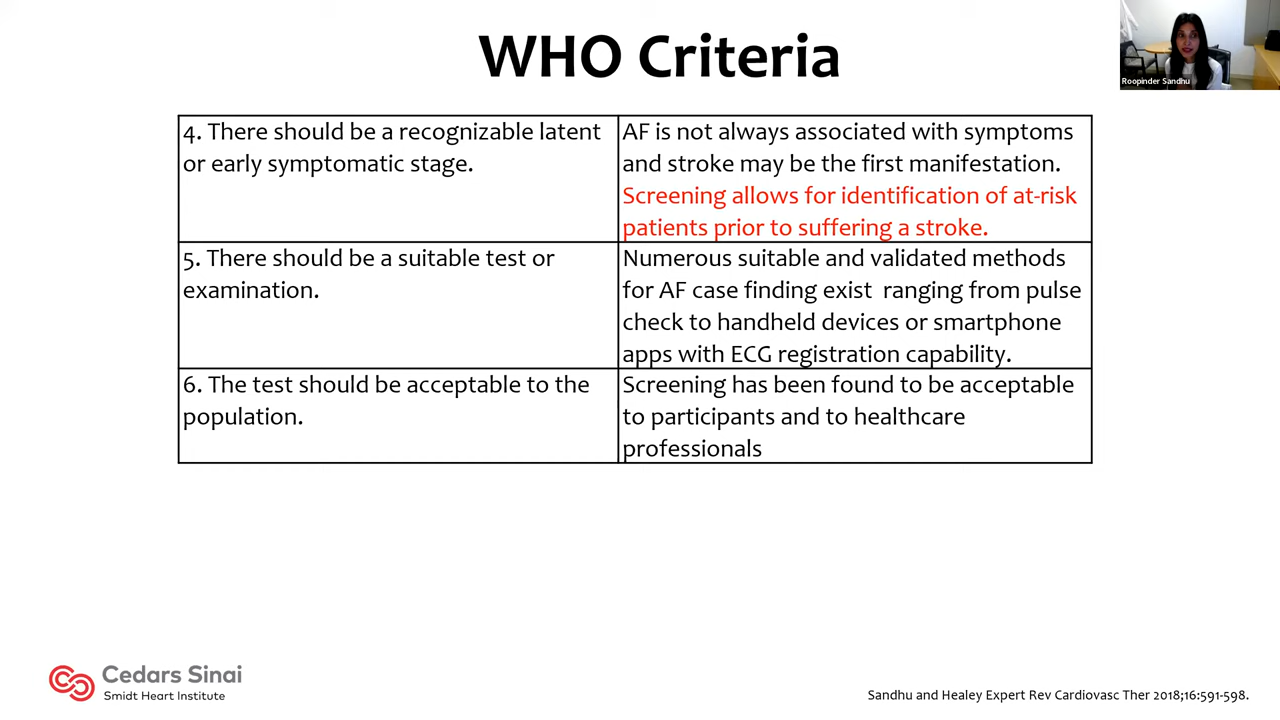 WHO Criteria
Roopinder Sandhu
4. There should be a recognizable latent
or early symptomatic stage.
AF is not always associated with symptoms
and stroke may be the first manifestation.
Screening allows for identification of at-risk
patients prior to suffering a stroke.
5. There should be a suitable test or
examination.
Numerous suitable and validated methods
for AF case finding exist ranging from pulse
check to handheld devices or smartphone
apps with ECG registration capability.
6. The test should be acceptable to the
population.
Screening has been found to be acceptable
to participants and to healthcare
professionals
Cedars Sinai
Smidt Heart Institute
Sandhu and Healey Expert Rev Cardiovasc Ther 2018;16:591-598.